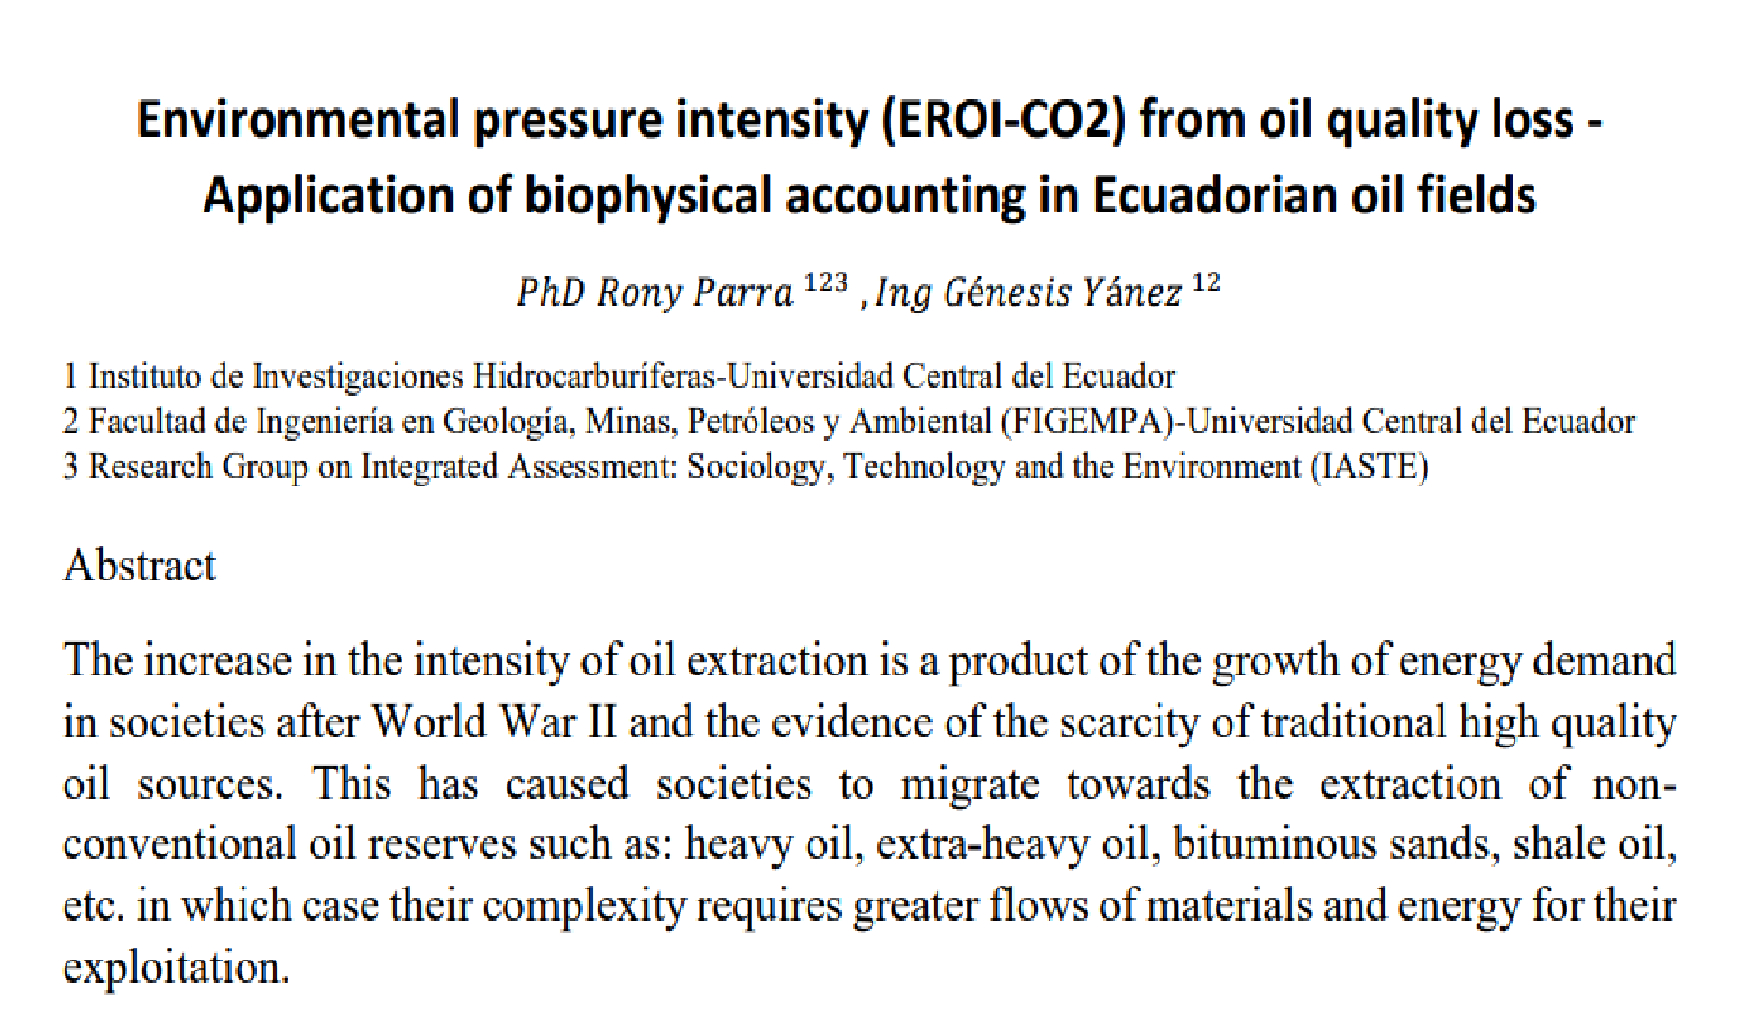 Environmental pressure intensity (EROI-CO2) from oil quality loss -
Application of biophysical accounting in Ecuadorian oil fields
PhD Rony Parra 123 , Ing Génesis Yánez 12
1 Instituto de Investigaciones Hidrocarburíferas-Universidad Central del Ecuador
2 Facultad de Ingeniería en Geología, Minas, Petróleos y Ambiental (FIGEMPA)-Universidad Central del Ecuador
3 Research Group on Integrated Assessment: Sociology, Technology and the Environment (IASTE)
Abstract
The increase in the intensity of oil extraction is a product of the growth of energy demand
in societies after World War II and the evidence of the scarcity of traditional high quality
oil sources. This has caused societies to migrate towards the extraction of non-
conventional oil reserves such as: heavy oil, extra-heavy oil, bituminous sands, shale oil,
etc. in which case their complexity requires greater flows of materials and energy for their
exploitation.